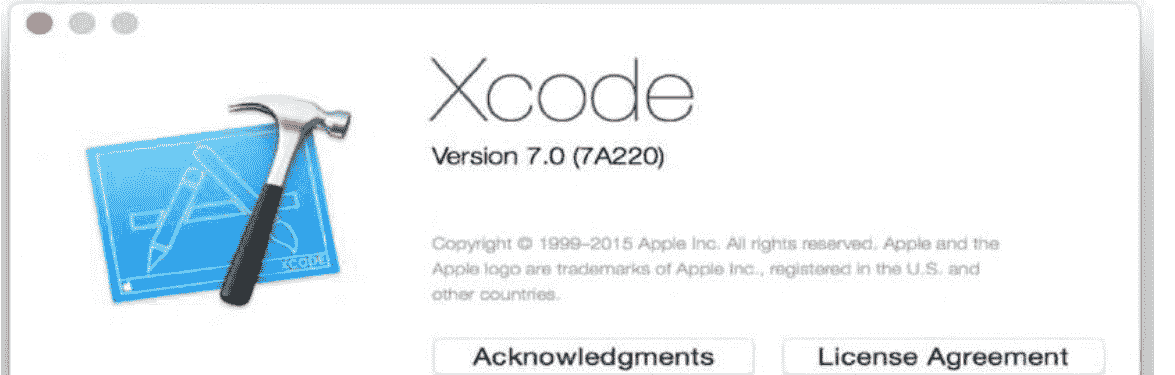 Xcode
Version 7.0 (7A220)
Copyright © 1999–2015 Apple Inc. All rights reserved. Apple and the
Apple logo are trademarks of Apple Inc., registered in the U.S. and
other countries.
XCODE
Acknowledgments
License Agreement